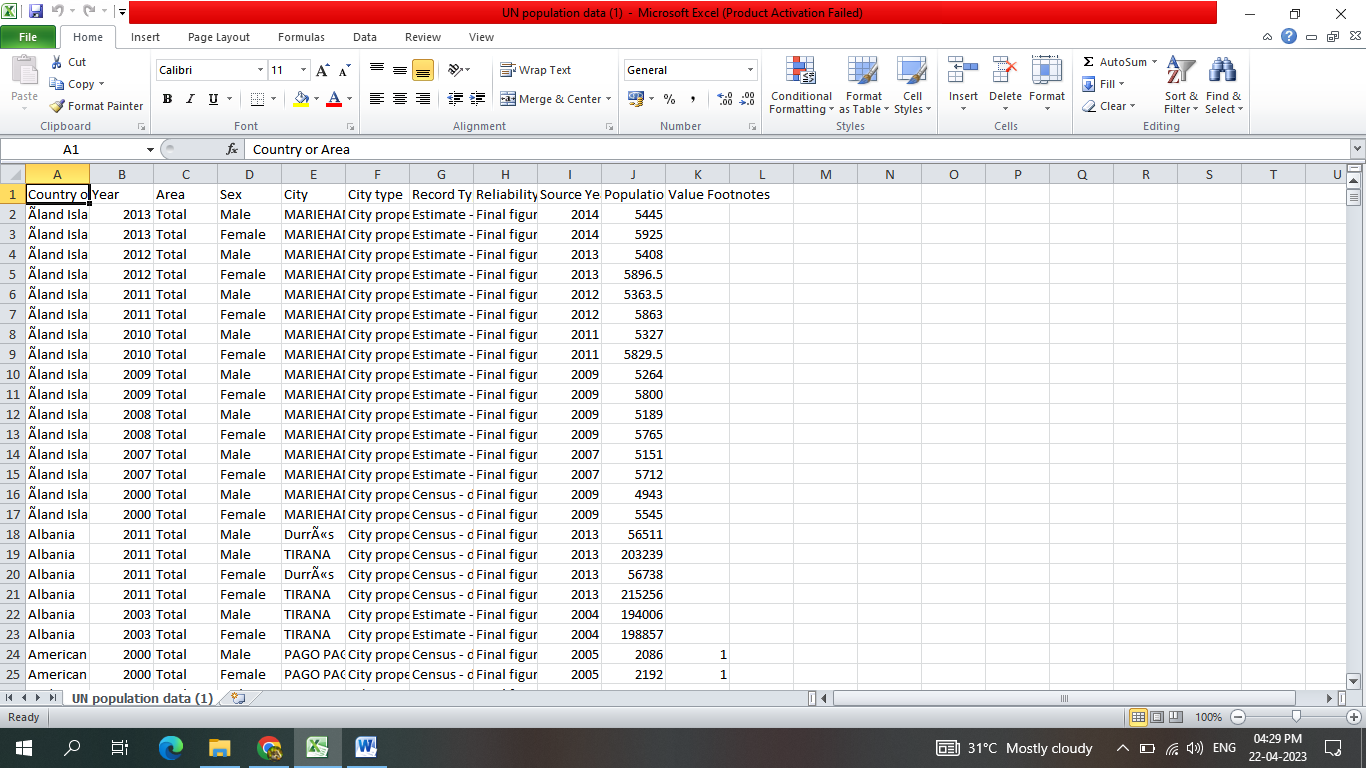 UN population data (1) - Microsoft Excel (Product Activation Failed)
File Home Insert Page Layout Formulas Data Review View
Paste Cut Copy Format Painter Clipboard
Calibri 11 A A B I U A Font
Wrap Text Merge & Center Alignment
General % , .00 .0 Number
Conditional Formatting Format as Table Cell Styles Styles
Insert Delete Format Cells
Σ AutoSum Fill Clear Sort & Filter Find & Select Editing
A1 fx Country or Area
A B C D E F G H I J K L M N O P Q R S T U
1 Country o Year Area Sex City City type Record Ty Reliability Source Ye Populatio Value Footnotes
2 Ãland Isla 2013 Total Male MARIEHAN City prope Estimate - Final figur 2014 5445
3 Ãland Isla 2013 Total Female MARIEHAN City prope Estimate - Final figur 2014 5925
4 Ãland Isla 2012 Total Male MARIEHAN City prope Estimate - Final figur 2013 5408
5 Ãland Isla 2012 Total Female MARIEHAN City prope Estimate - Final figur 2013 5896.5
6 Ãland Isla 2011 Total Male MARIEHAN City prope Estimate - Final figur 2012 5363.5
7 Ãland Isla 2011 Total Female MARIEHAN City prope Estimate - Final figur 2012 5863
8 Ãland Isla 2010 Total Male MARIEHAN City prope Estimate - Final figur 2011 5327
9 Ãland Isla 2010 Total Female MARIEHAN City prope Estimate - Final figur 2011 5829.5
10 Ãland Isla 2009 Total Male MARIEHAN City prope Estimate - Final figur 2009 5264
11 Ãland Isla 2009 Total Female MARIEHAN City prope Estimate - Final figur 2009 5800
12 Ãland Isla 2008 Total Male MARIEHAN City prope Estimate - Final figur 2009 5189
13 Ãland Isla 2008 Total Female MARIEHAN City prope Estimate - Final figur 2009 5765
14 Ãland Isla 2007 Total Male MARIEHAN City prope Estimate - Final figur 2007 5151
15 Ãland Isla 2007 Total Female MARIEHAN City prope Estimate - Final figur 2007 5712
16 Ãland Isla 2000 Total Male MARIEHAN City prope Census - d Final figur 2009 4943
17 Ãland Isla 2000 Total Female MARIEHAN City prope Census - d Final figur 2009 5545
18 Albania 2011 Total Male DurrÃ«s City prope Census - d Final figur 2013 56511
19 Albania 2011 Total Male TIRANA City prope Census - d Final figur 2013 203239
20 Albania 2011 Total Female DurrÃ«s City prope Census - d Final figur 2013 56738
21 Albania 2011 Total Female TIRANA City prope Census - d Final figur 2013 215256
22 Albania 2003 Total Male TIRANA City prope Estimate - Final figur 2004 194006
23 Albania 2003 Total Female TIRANA City prope Estimate - Final figur 2004 198857
24 American 2000 Total Male PAGO PAG City prope Census - d Final figur 2005 2086 1
25 American 2000 Total Female PAGO PAG City prope Census - d Final figur 2005 2192 1
UN population data (1)
Ready 100%
31°C Mostly cloudy ENG 04:29 PM
22-04-2023